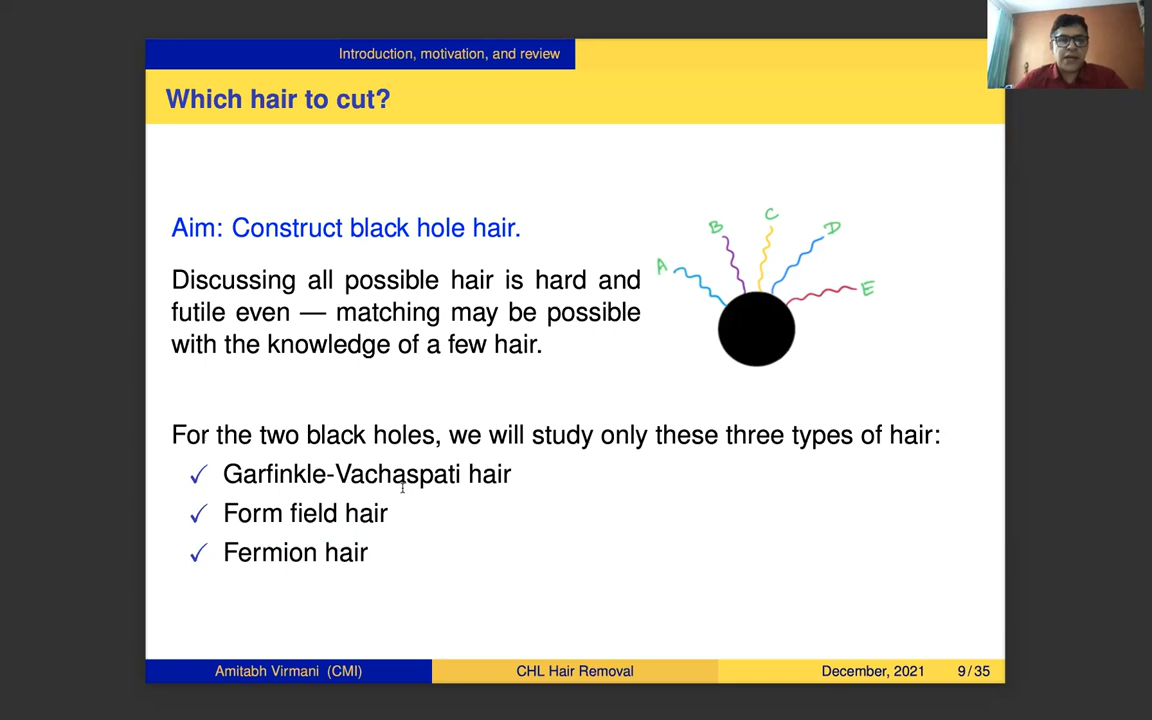 Introduction, motivation, and review
Which hair to cut?
Aim: Construct black hole hair.
Discussing all possible hair is hard and
futile even — matching may be possible
with the knowledge of a few hair.
A
B
C
D
E
For the two black holes, we will study only these three types of hair:
✓ Garfinkle-Vachaspati hair
✓ Form field hair
✓ Fermion hair
Amitabh Virmani (CMI) CHL Hair Removal December, 2021 9/35